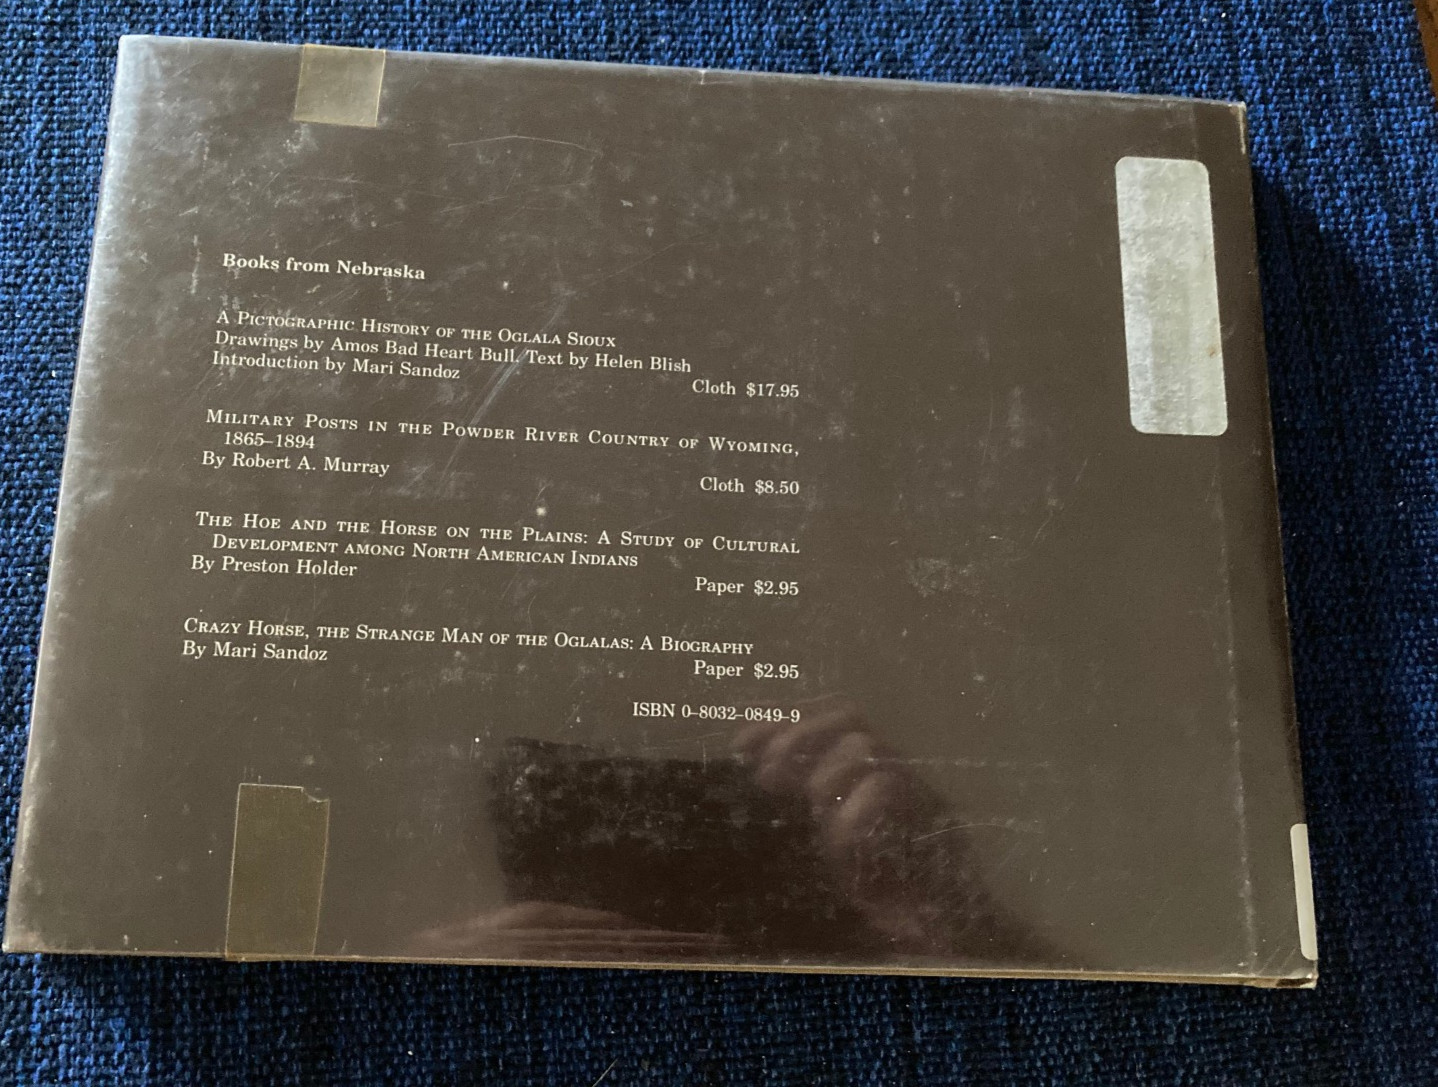 Books from Nebraska
A PICTOGRAPHIC HISTORY OF THE OGLALA SIOUX
Drawings by Amos Bad Heart Bull. Text by Helen Blish
Introduction by Mari Sandoz
Cloth $17.95
MILITARY POSTS IN THE POWDER RIVER COUNTRY OF WYOMING,
1865–1894
By Robert A. Murray
Cloth $8.50
THE HOE AND THE HORSE ON THE PLAINS: A STUDY OF CULTURAL
DEVELOPMENT AMONG NORTH AMERICAN INDIANS
By Preston Holder
Paper $2.95
CRAZY HORSE, THE STRANGE MAN OF THE OGLALAS: A BIOGRAPHY
By Mari Sandoz
Paper $2.95
ISBN 0–8032–0849–9